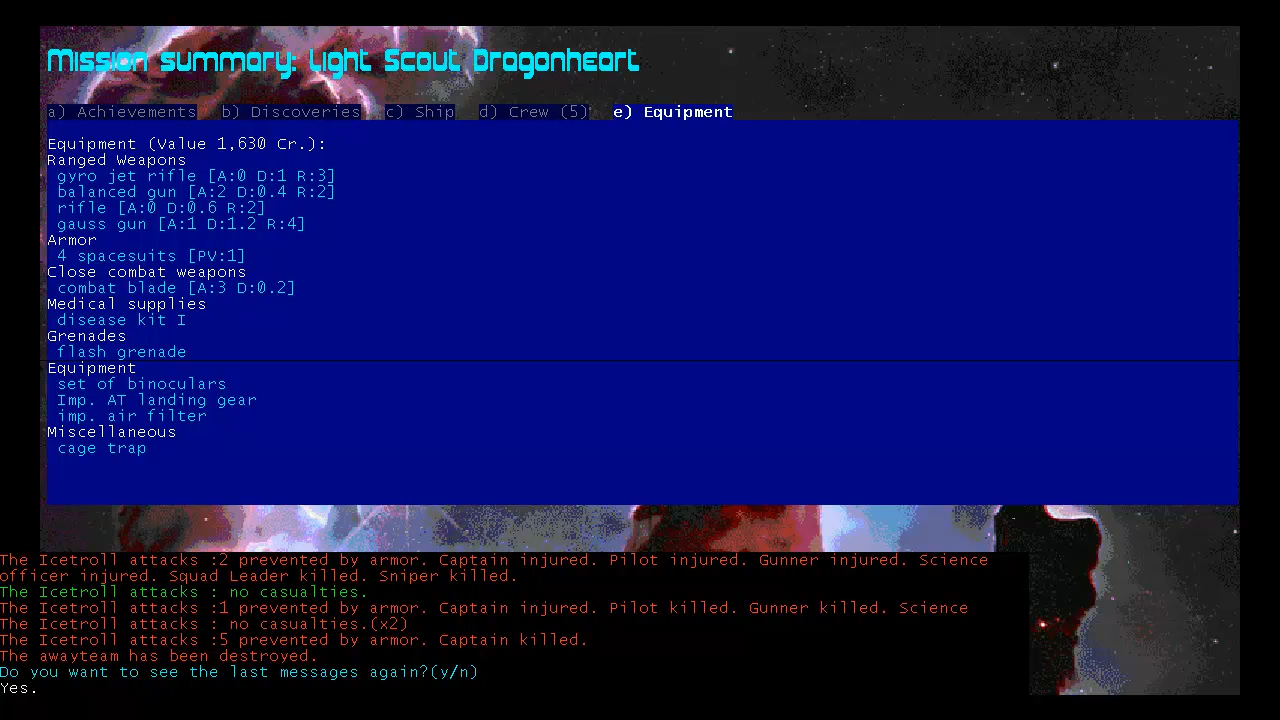 Mission summary: Light Scout Dragonheart
a) Achievements b) Discoveries c) Ship d) Crew (5) e) Equipment
Equipment (Value 1,630 Cr.):
Ranged Weapons
gyro jet rifle [A:0 D:1 R:3]
balanced gun [A:2 D:0.4 R:2]
rifle [A:0 D:0.6 R:2]
gauss gun [A:1 D:1.2 R:4]
Armor
4 spacesuits [PV:1]
Close combat weapons
combat blade [A:3 D:0.2]
Medical supplies
disease kit I
Grenades
flash grenade
Equipment
set of binoculars
Imp. AT landing gear
imp. air filter
Miscellaneous
cage trap
The Icetroll attacks :2 prevented by armor. Captain injured. Pilot injured. Gunner injured. Science
officer injured. Squad Leader killed. Sniper killed.
The Icetroll attacks : no casualties.
The Icetroll attacks :1 prevented by armor. Captain injured. Pilot killed. Gunner killed. Science
The Icetroll attacks : no casualties.(x2)
The Icetroll attacks :5 prevented by armor. Captain killed.
The awayteam has been destroyed.
Do you want to see the last messages again?(y/n)
Yes.